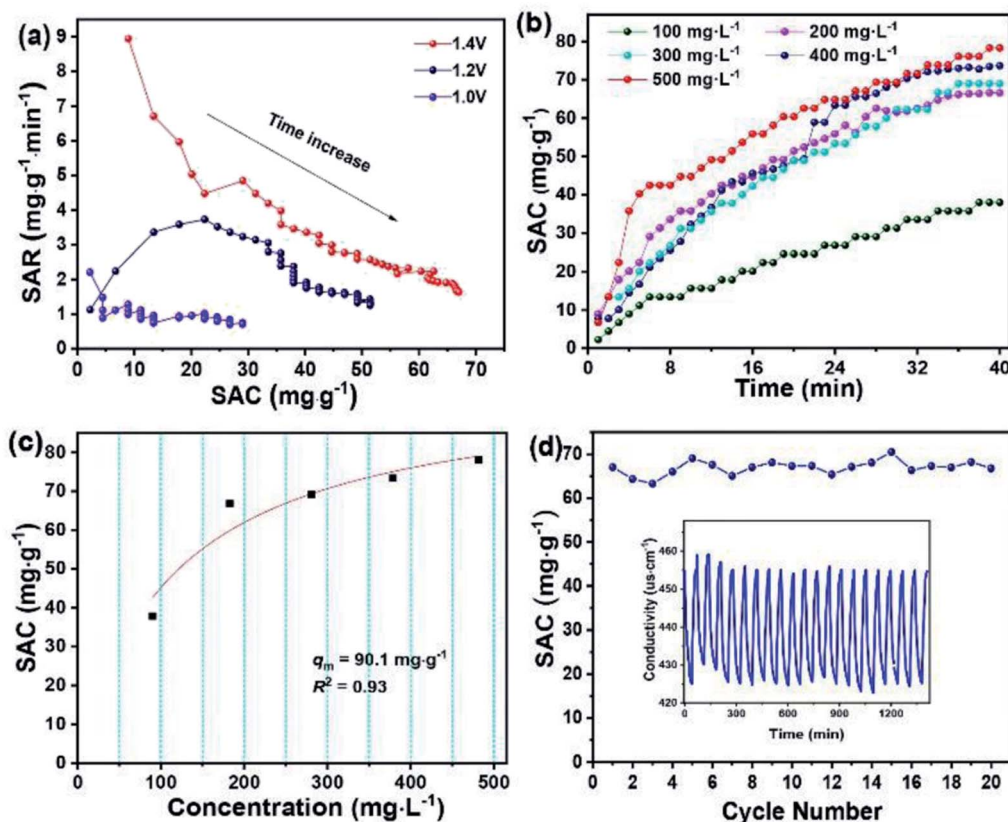 (a)
1.4V
1.2V
1.0V
Time increase
SAR (mg·g⁻¹·min⁻¹)
9
8
7
6
5
4
3
2
1
0
0 10 20 30 40 50 60 70
SAC (mg·g⁻¹)
(b)
100 mg·L⁻¹ 200 mg·L⁻¹
300 mg·L⁻¹ 400 mg·L⁻¹
500 mg·L⁻¹
SAC (mg·g⁻¹)
80
70
60
50
40
30
20
10
0
0 8 16 24 32 40
Time (min)
(c)
SAC (mg·g⁻¹)
80
70
60
50
40
30
20
10
0
qm = 90.1 mg·g⁻¹
R² = 0.93
100 200 300 400 500
Concentration (mg·L⁻¹)
(d)
SAC (mg·g⁻¹)
70
60
50
40
30
20
10
0
Conductivity (us·cm⁻¹)
460
450
440
430
420
0 300 600 900 1200
Time (min)
0 2 4 6 8 10 12 14 16 18 20
Cycle Number